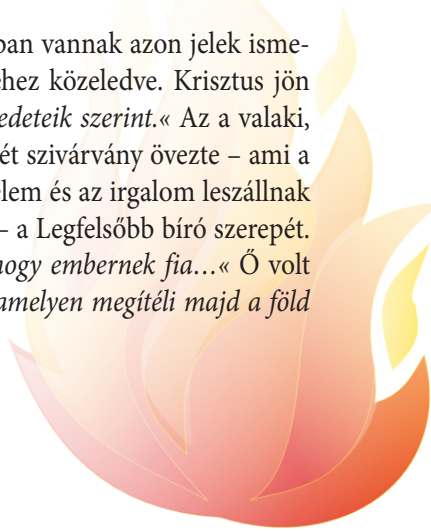 ban vannak azon jelek isme-
hez közeledve. Krisztus jön
edeteik szerint.« Az a valaki,
ét szivárvány övezte – ami a
elem és az irgalom leszállnak
– a Legfelsőbb bíró szerepét.
hogy embernek fia…« Ő volt
amelyen megítéli majd a föld